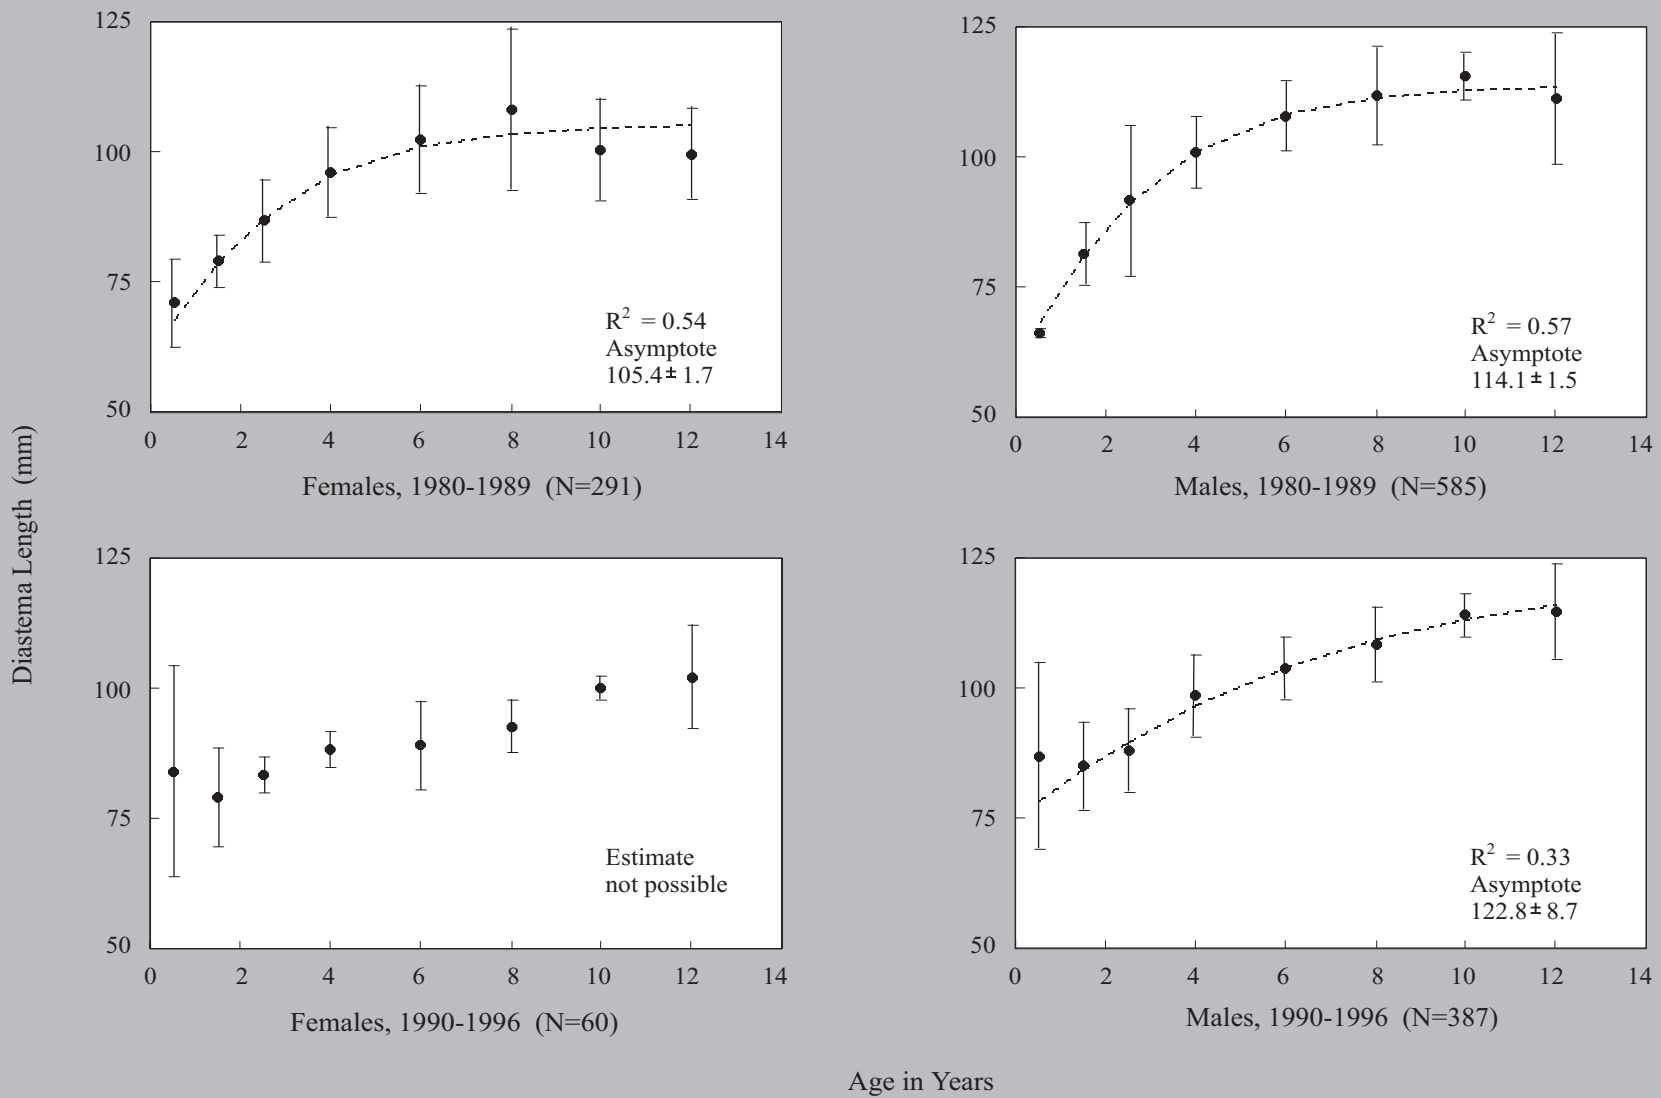 Diastema Length (mm)
125
100
75
50
0 2 4 6 8 10 12 14
R² = 0.54
Asymptote
105.4 ± 1.7
Females, 1980-1989 (N=291)
125
100
75
50
0 2 4 6 8 10 12 14
R² = 0.57
Asymptote
114.1 ± 1.5
Males, 1980-1989 (N=585)
125
100
75
50
0 2 4 6 8 10 12 14
Estimate
not possible
Females, 1990-1996 (N=60)
125
100
75
50
0 2 4 6 8 10 12 14
R² = 0.33
Asymptote
122.8 ± 8.7
Males, 1990-1996 (N=387)
Age in Years